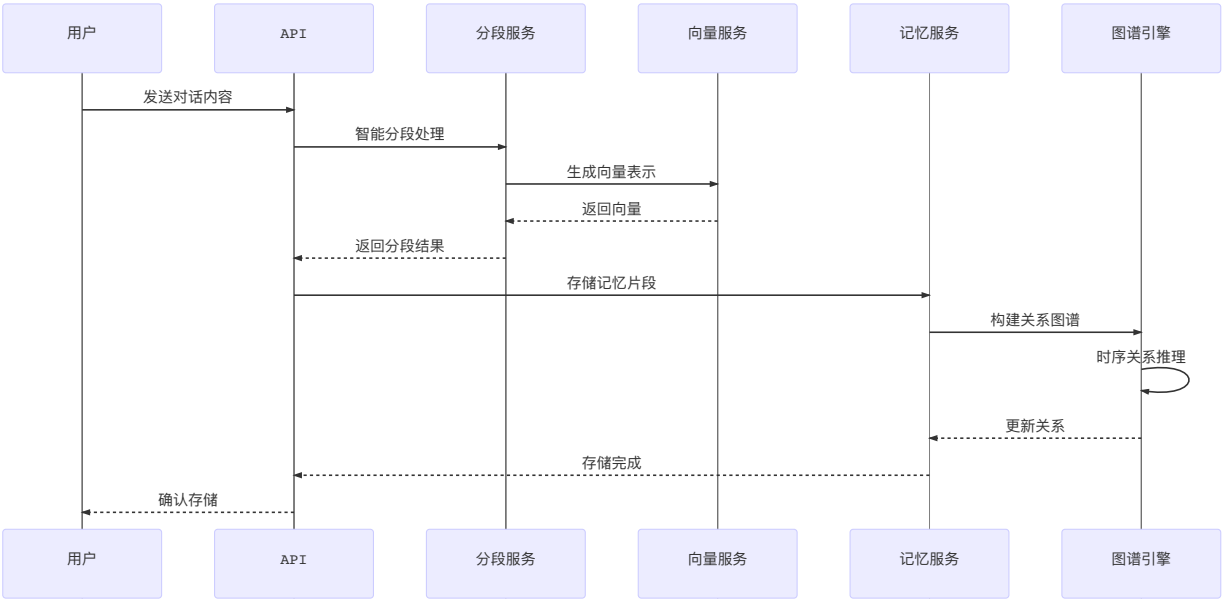 用户
API
分段服务
向量服务
记忆服务
图谱引擎
发送对话内容
智能分段处理
生成向量表示
返回向量
返回分段结果
存储记忆片段
构建关系图谱
时序关系推理
更新关系
存储完成
确认存储
用户
API
分段服务
向量服务
记忆服务
图谱引擎